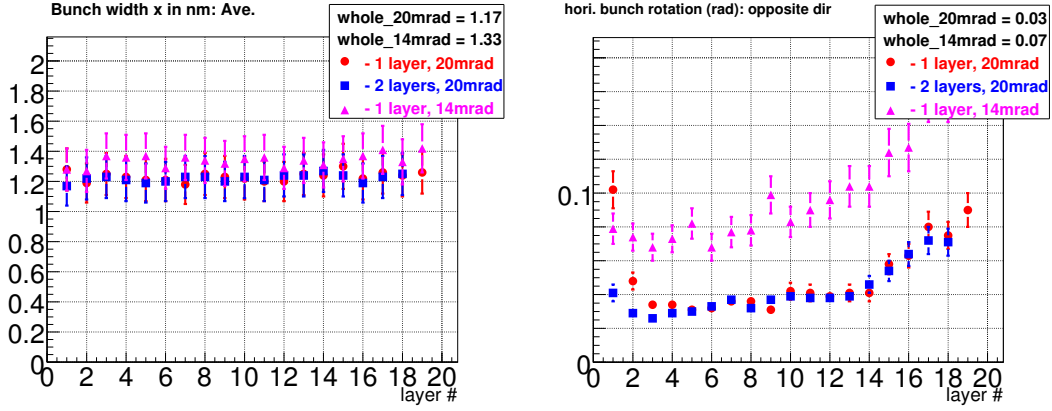 Bunch width x in nm: Ave.
whole_20mrad = 1.17
whole_14mrad = 1.33
- 1 layer, 20mrad
- 2 layers, 20mrad
- 1 layer, 14mrad
2
1.8
1.6
1.4
1.2
1
0.8
0.6
0.4
0.2
0
0 2 4 6 8 10 12 14 16 18 20
layer #
hori. bunch rotation (rad): opposite dir
whole_20mrad = 0.03
whole_14mrad = 0.07
- 1 layer, 20mrad
- 2 layers, 20mrad
- 1 layer, 14mrad
0.1
0
0 2 4 6 8 10 12 14 16 18 20
layer #